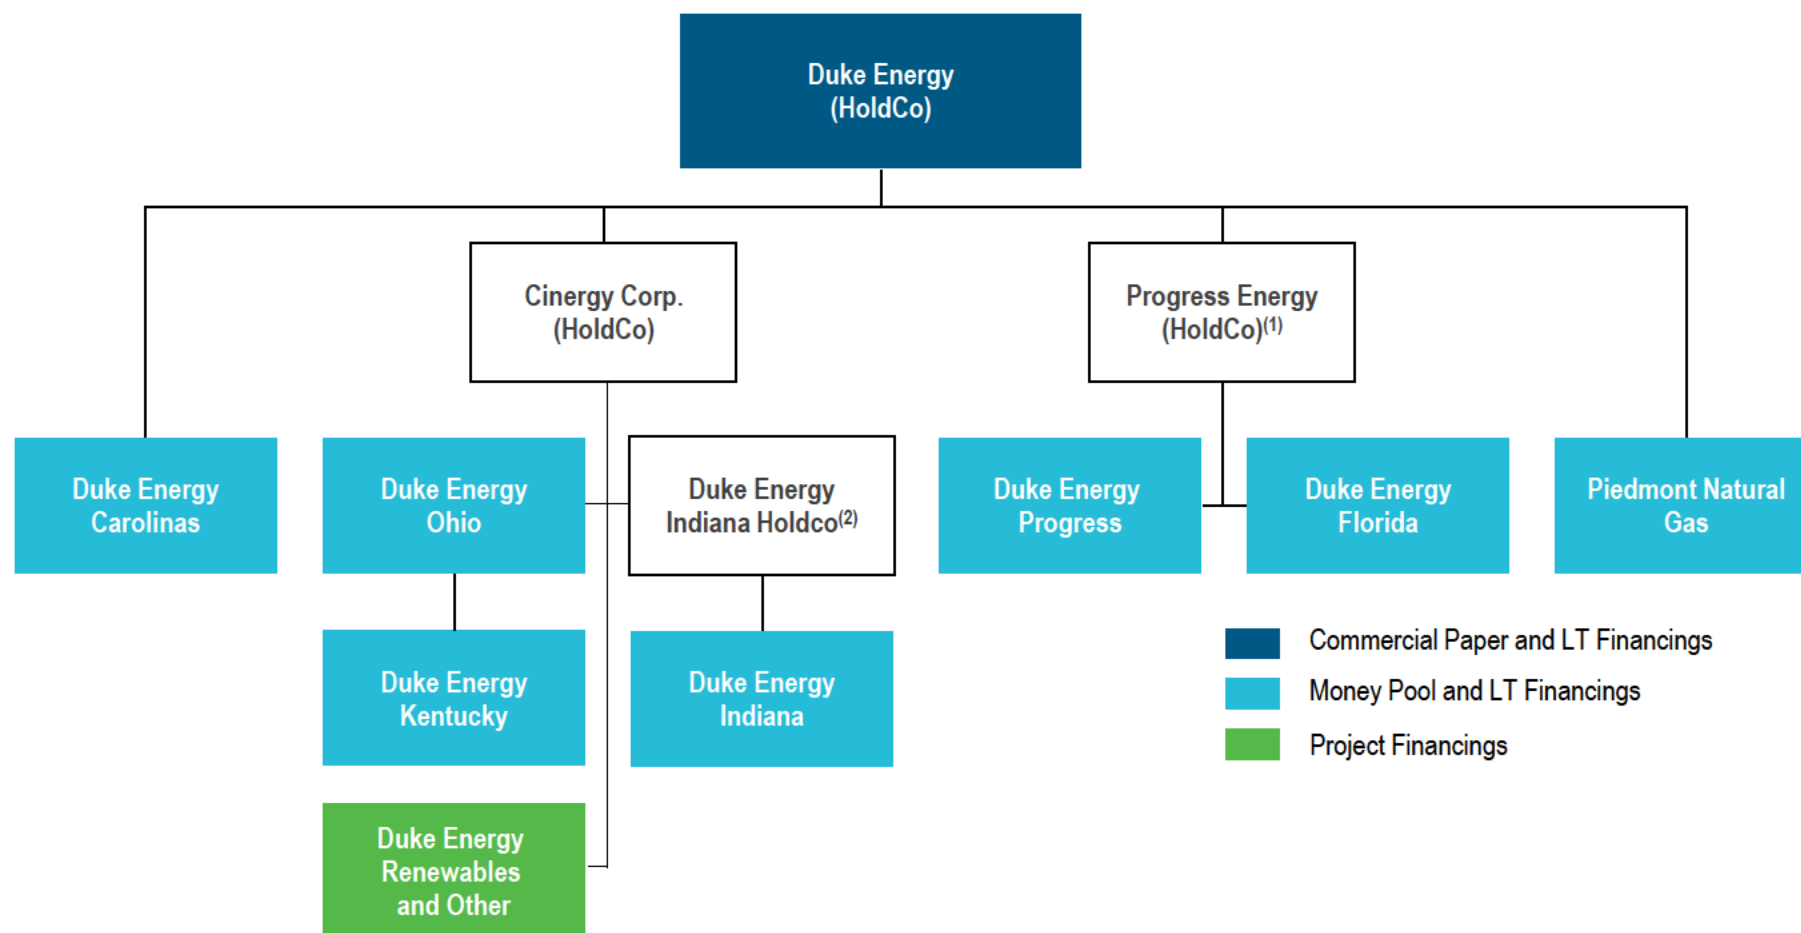 Duke Energy
(HoldCo)
Cinergy Corp.
(HoldCo)
Progress Energy
(HoldCo)(1)
Duke Energy
Carolinas
Duke Energy
Ohio
Duke Energy
Indiana Holdco(2)
Duke Energy
Progress
Duke Energy
Florida
Piedmont Natural
Gas
Duke Energy
Kentucky
Duke Energy
Indiana
Commercial Paper and LT Financings
Money Pool and LT Financings
Project Financings
Duke Energy
Renewables
and Other